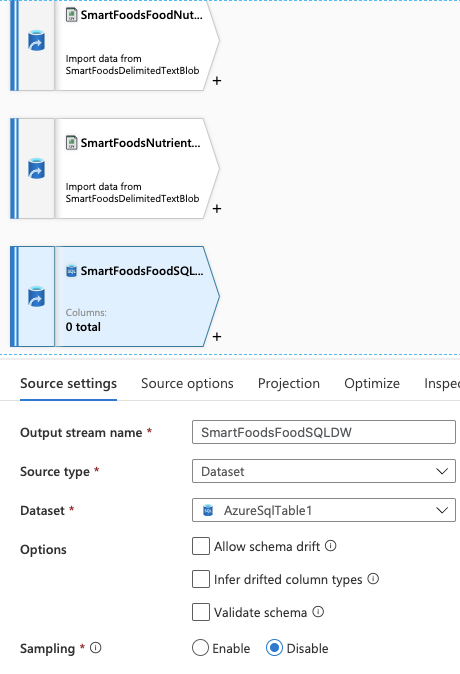 SmartFoodsFoodNut...
Import data from
SmartFoodsDelimitedTextBlob
+
SmartFoodsNutrient...
Import data from
SmartFoodsDelimitedTextBlob
+
SmartFoodsFoodSQL...
Columns:
0 total
+
Source settings Source options Projection Optimize Inspec
Output stream name * SmartFoodsFoodSQLDW
Source type * Dataset
Dataset * AzureSqlTable1
Options Allow schema drift
Infer drifted column types
Validate schema
Sampling * Enable Disable